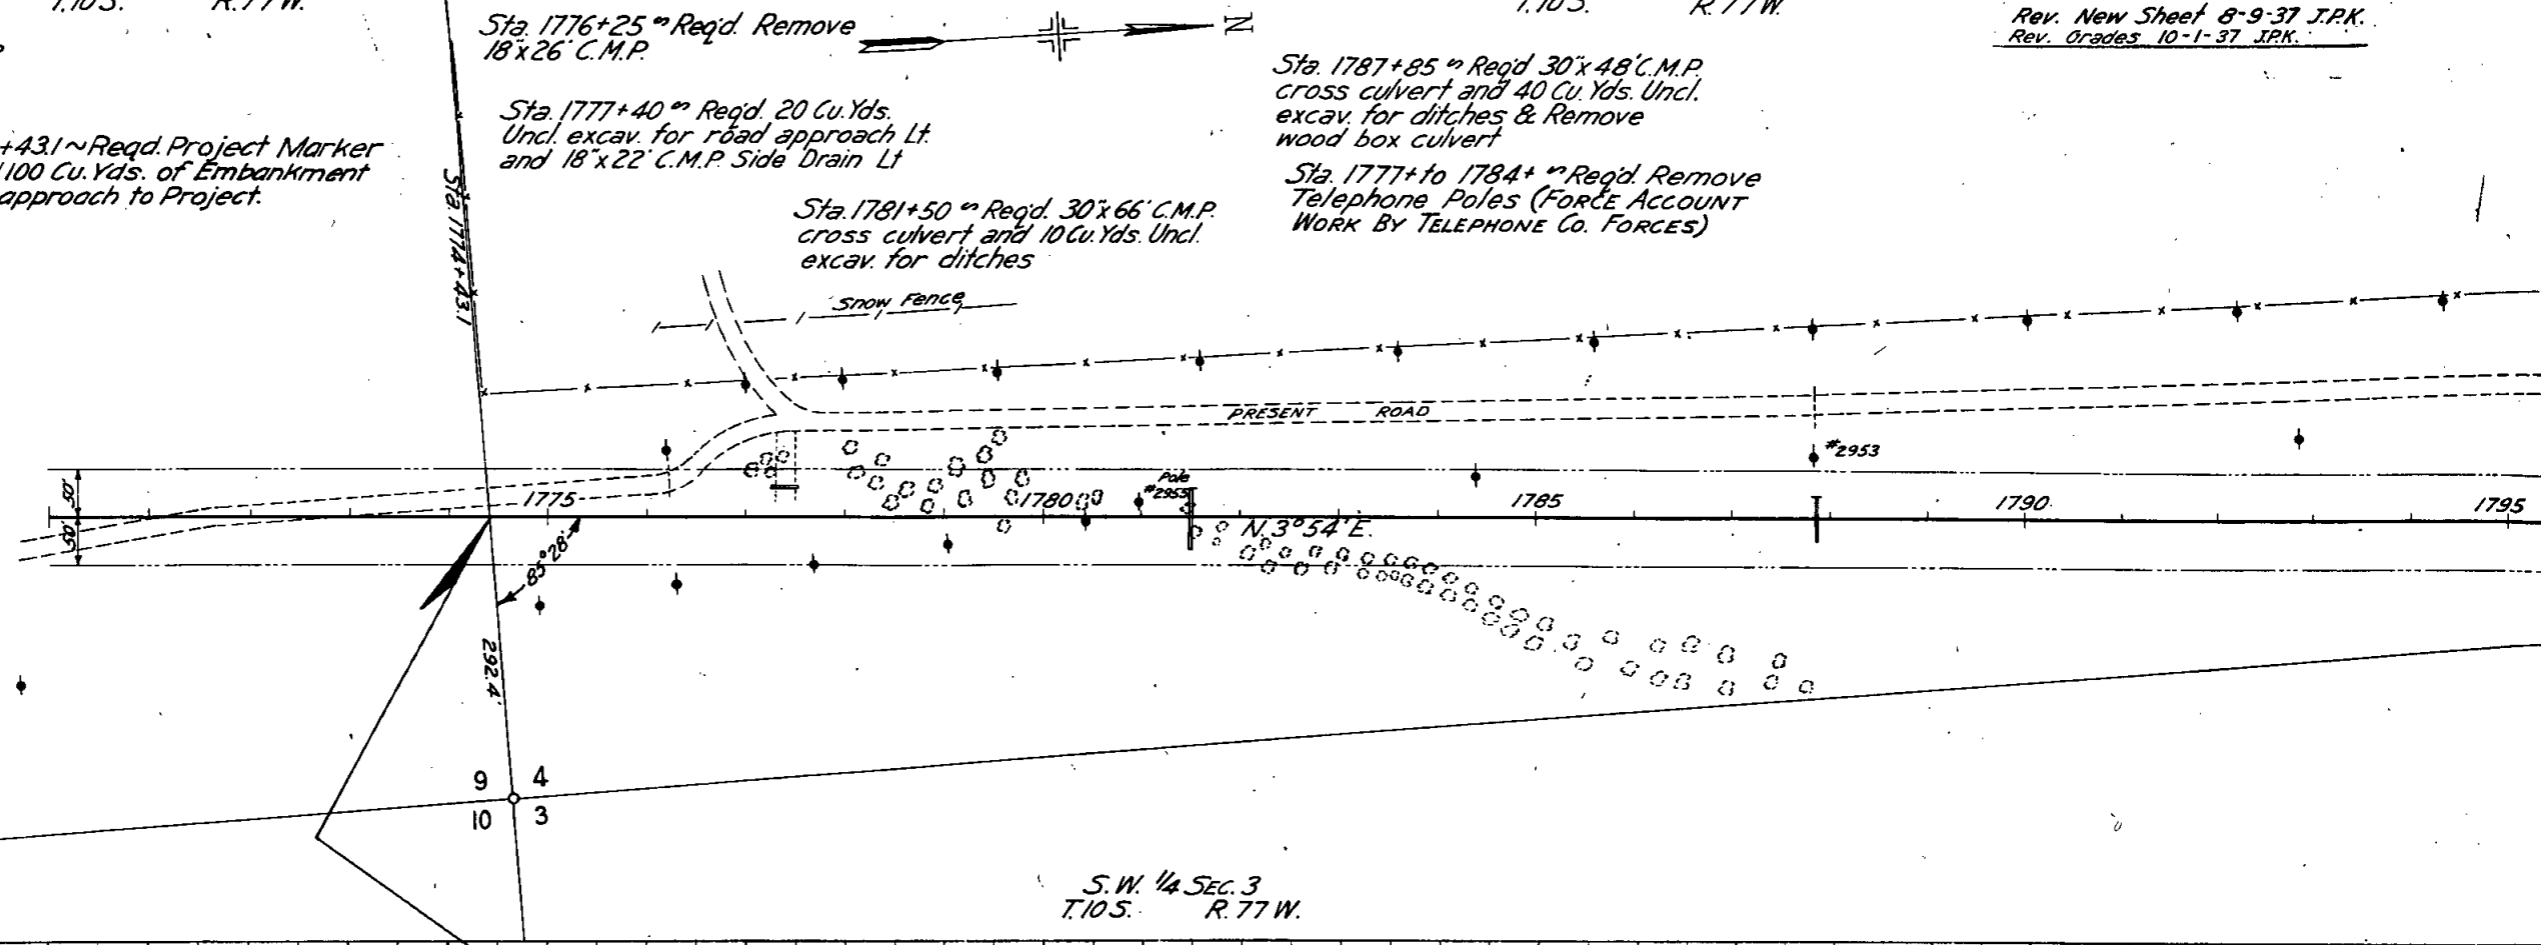 T.10S. R.77W.
T.10S. R.77W.
Rev. New Sheet 8-9-37 J.P.K.
Rev. Grades 10-1-37 J.P.K.
Sta. 1776+25 ~ Req'd. Remove
18"x26' C.M.P.
N
Sta. 1777+40 ~ Req'd. 20 Cu. Yds.
Uncl. excav. for road approach Lt.
and 18"x22' C.M.P. Side Drain Lt
Sta. 1787+85 ~ Req'd 30"x48' C.M.P.
cross culvert and 40 Cu. Yds. Uncl.
excav. for ditches & Remove
wood box culvert
+43.1~Reqd. Project Marker
100 Cu. Yds. of Embankment
approach to Project.
Sta. 1777+ to 1784+ ~ Req'd. Remove
Telephone Poles (FORCE ACCOUNT
WORK BY TELEPHONE CO. FORCES)
Sta. 1781+50 ~ Req'd. 30"x66' C.M.P.
cross culvert and 10 Cu. Yds. Uncl.
excav. for ditches
Sta. 1774+43.1
Snow Fence
PRESENT ROAD
#2953
Pole
#2955
50'
50'
1775 1780 1785 1790 1795
N. 3°54' E.
85°28'
292.4'
9 4
10 3
S.W. 1/4 SEC. 3
T.10S. R.77W.